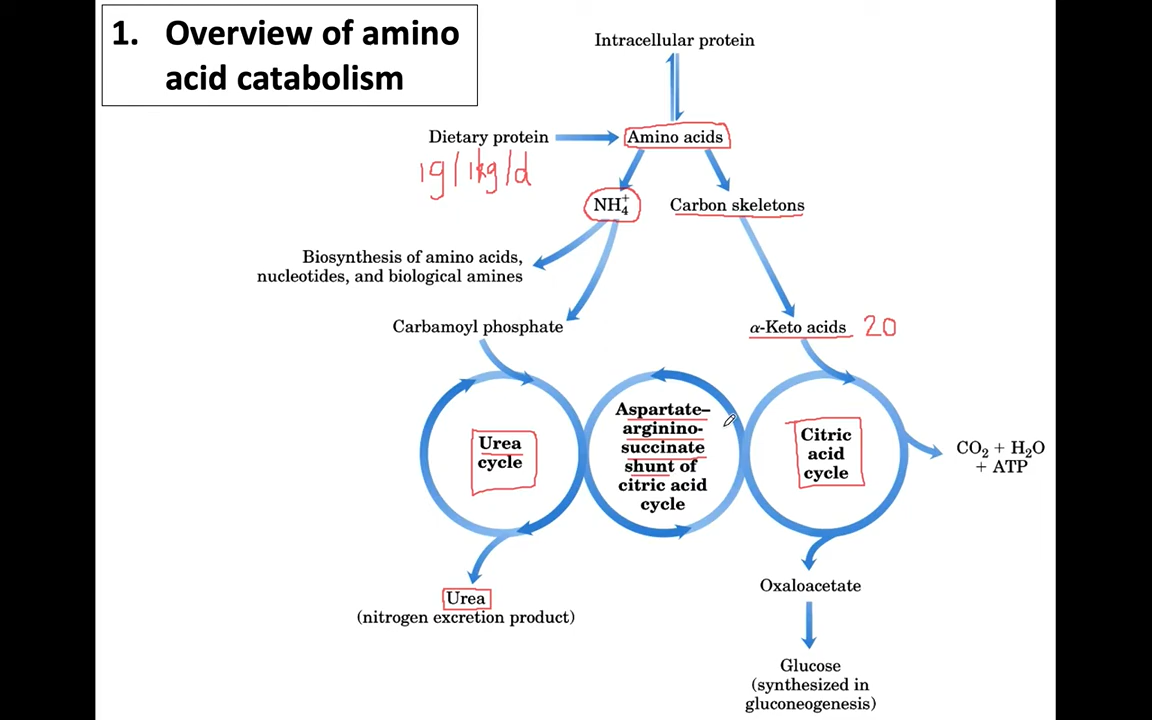 1. Overview of amino
acid catabolism
Intracellular protein
Dietary protein
Amino acids
1g/1kg/d
NH₄⁺
Carbon skeletons
Biosynthesis of amino acids,
nucleotides, and biological amines
Carbamoyl phosphate
α-Keto acids 20
Urea
cycle
Aspartate–
arginino-
succinate
shunt of
citric acid
cycle
Citric
acid
cycle
CO₂ + H₂O
+ ATP
Urea
(nitrogen excretion product)
Oxaloacetate
Glucose
(synthesized in
gluconeogenesis)